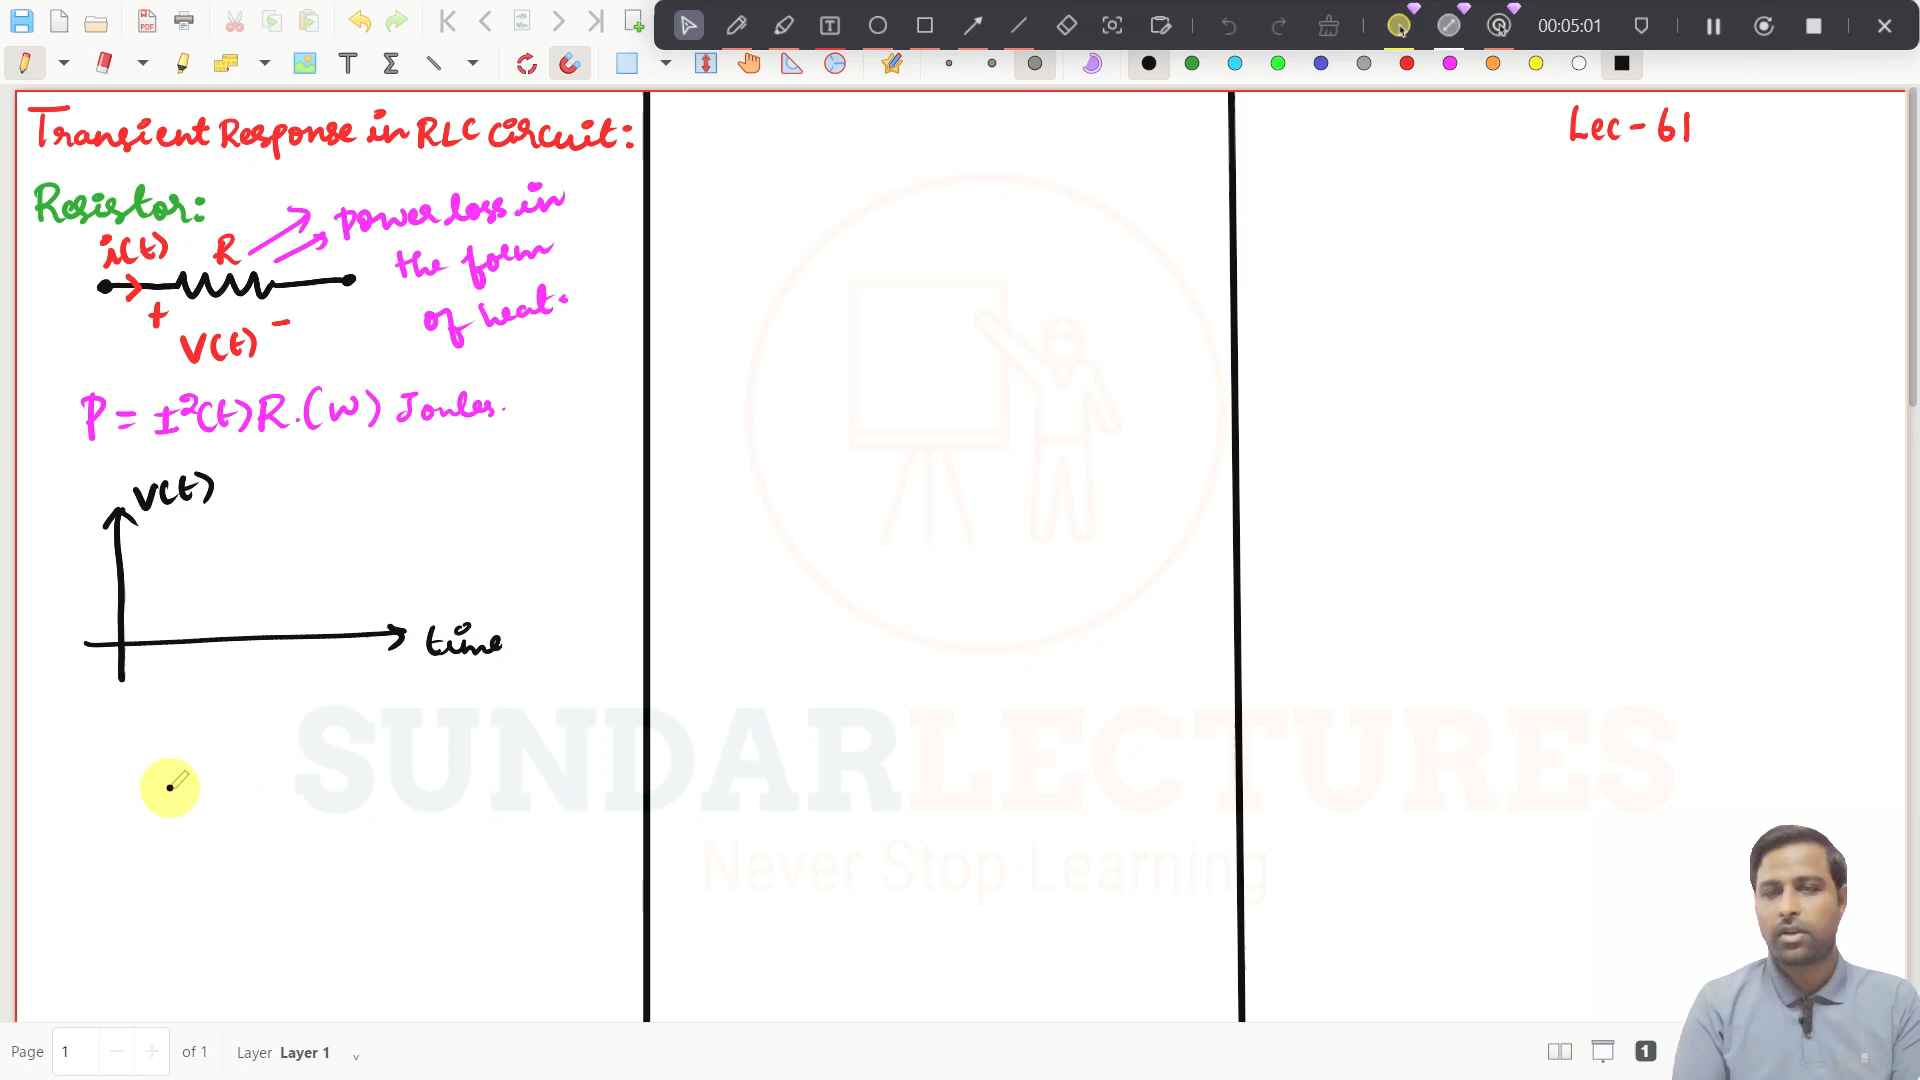 00:05:01
Transient Response in RLC circuit:
Lec-61
Resistor:
i(t) R
power loss in
the form
of heat.
+ V(t) -
P = I²(t)R.(W) Joules.
V(t)
time
SUNDARLECTURES
Never Stop Learning
Page 1 of 1 Layer Layer 1
1